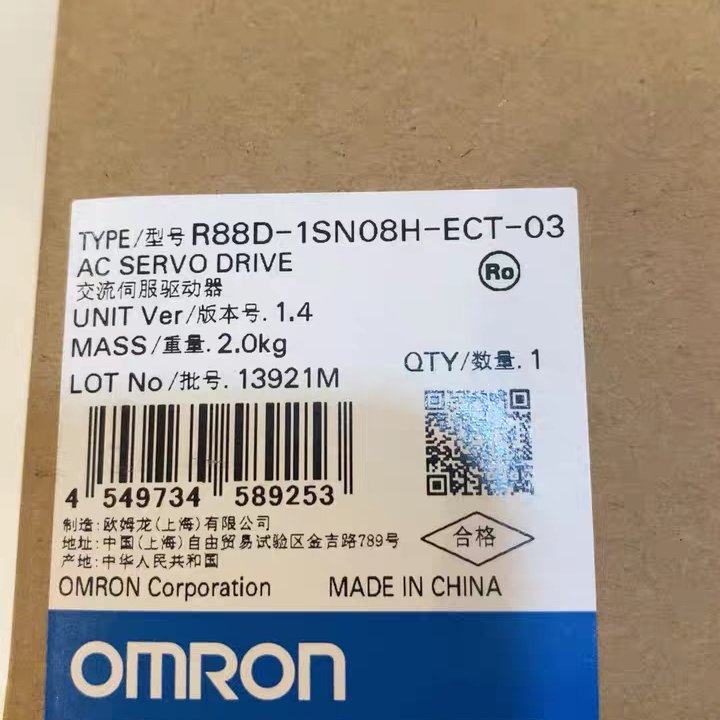 TYPE/型号 R88D-1SN08H-ECT-03
AC SERVO DRIVE
Ro
交流伺服驱动器
UNIT Ver/版本号. 1.4
MASS/重量. 2.0kg
QTY/数量. 1
LOT No/批号. 13921M
4 549734 589253
制造:欧姆龙(上海)有限公司
地址:中国(上海)自由贸易试验区金吉路789号
产地:中华人民共和国
合格
OMRON Corporation MADE IN CHINA
OMRON